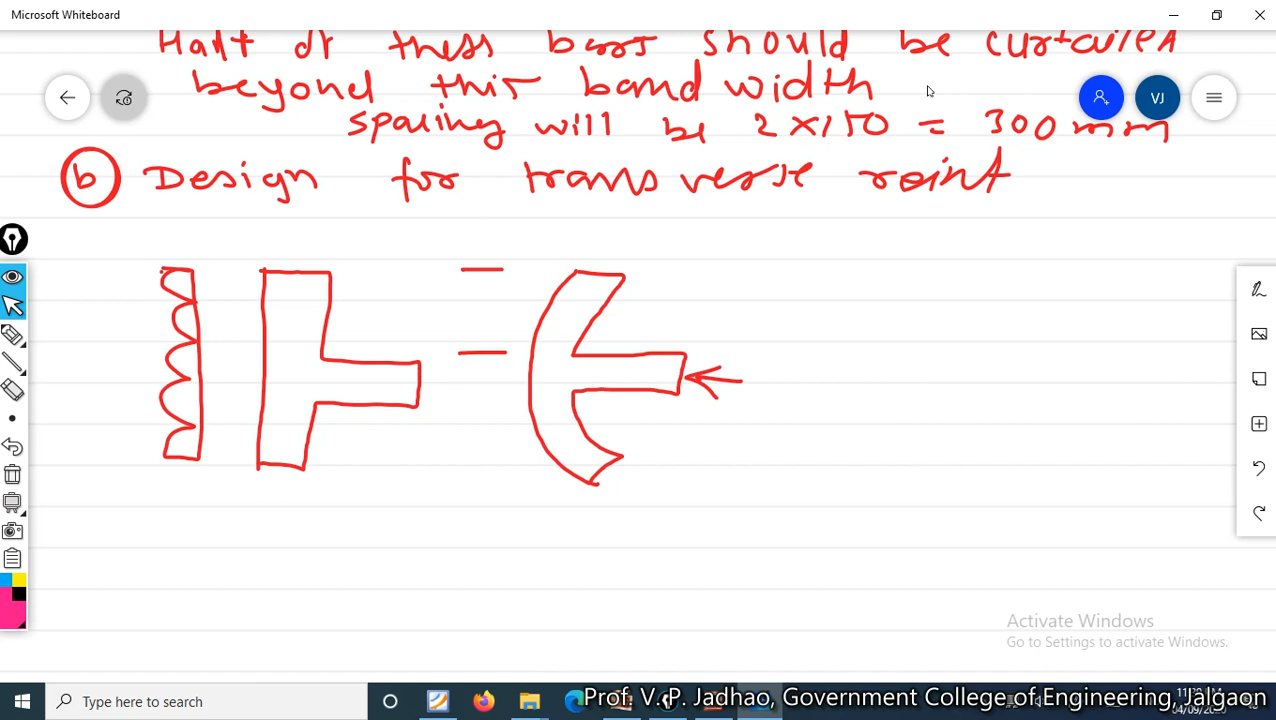 Microsoft Whiteboard
Half of these bars should be curtailed
beyond this band width
spacing will be 2 x 150 = 300 mm
VJ
b Design for transverse reinf
Activate Windows
Go to Settings to activate Windows.
Type here to search
Prof. V. P. Jadhao, Government College of Engineering, Jalgaon